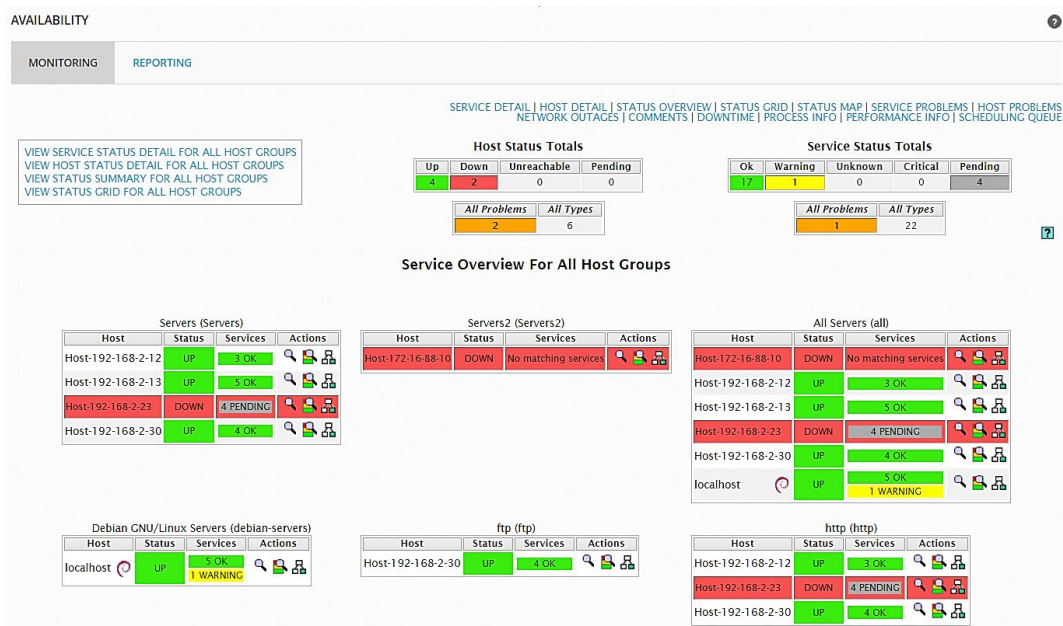 AVAILABILITY
?
MONITORING REPORTING
SERVICE DETAIL | HOST DETAIL | STATUS OVERVIEW | STATUS GRID | STATUS MAP | SERVICE PROBLEMS | HOST PROBLEMS
NETWORK OUTAGES | COMMENTS | DOWNTIME | PROCESS INFO | PERFORMANCE INFO | SCHEDULING QUEUE
VIEW SERVICE STATUS DETAIL FOR ALL HOST GROUPS
VIEW HOST STATUS DETAIL FOR ALL HOST GROUPS
VIEW STATUS SUMMARY FOR ALL HOST GROUPS
VIEW STATUS GRID FOR ALL HOST GROUPS
Host Status Totals
Up Down Unreachable Pending
4 2 0 0
All Problems All Types
2 6
Service Status Totals
Ok Warning Unknown Critical Pending
17 1 0 0 4
All Problems All Types
1 22
?
Service Overview For All Host Groups
Servers (Servers)
Host Status Services Actions
Host-192-168-2-12 UP 3 OK
Host-192-168-2-13 UP 5 OK
Host-192-168-2-23 DOWN 4 PENDING
Host-192-168-2-30 UP 4 OK
Servers2 (Servers2)
Host Status Services Actions
Host-172-16-88-10 DOWN No matching services
All Servers (all)
Host Status Services Actions
Host-172-16-88-10 DOWN No matching services
Host-192-168-2-12 UP 3 OK
Host-192-168-2-13 UP 5 OK
Host-192-168-2-23 DOWN 4 PENDING
Host-192-168-2-30 UP 4 OK
localhost UP 5 OK
1 WARNING
Debian GNU/Linux Servers (debian-servers)
Host Status Services Actions
localhost UP 5 OK
1 WARNING
ftp (ftp)
Host Status Services Actions
Host-192-168-2-30 UP 4 OK
http (http)
Host Status Services Actions
Host-192-168-2-12 UP 3 OK
Host-192-168-2-23 DOWN 4 PENDING
Host-192-168-2-30 UP 4 OK